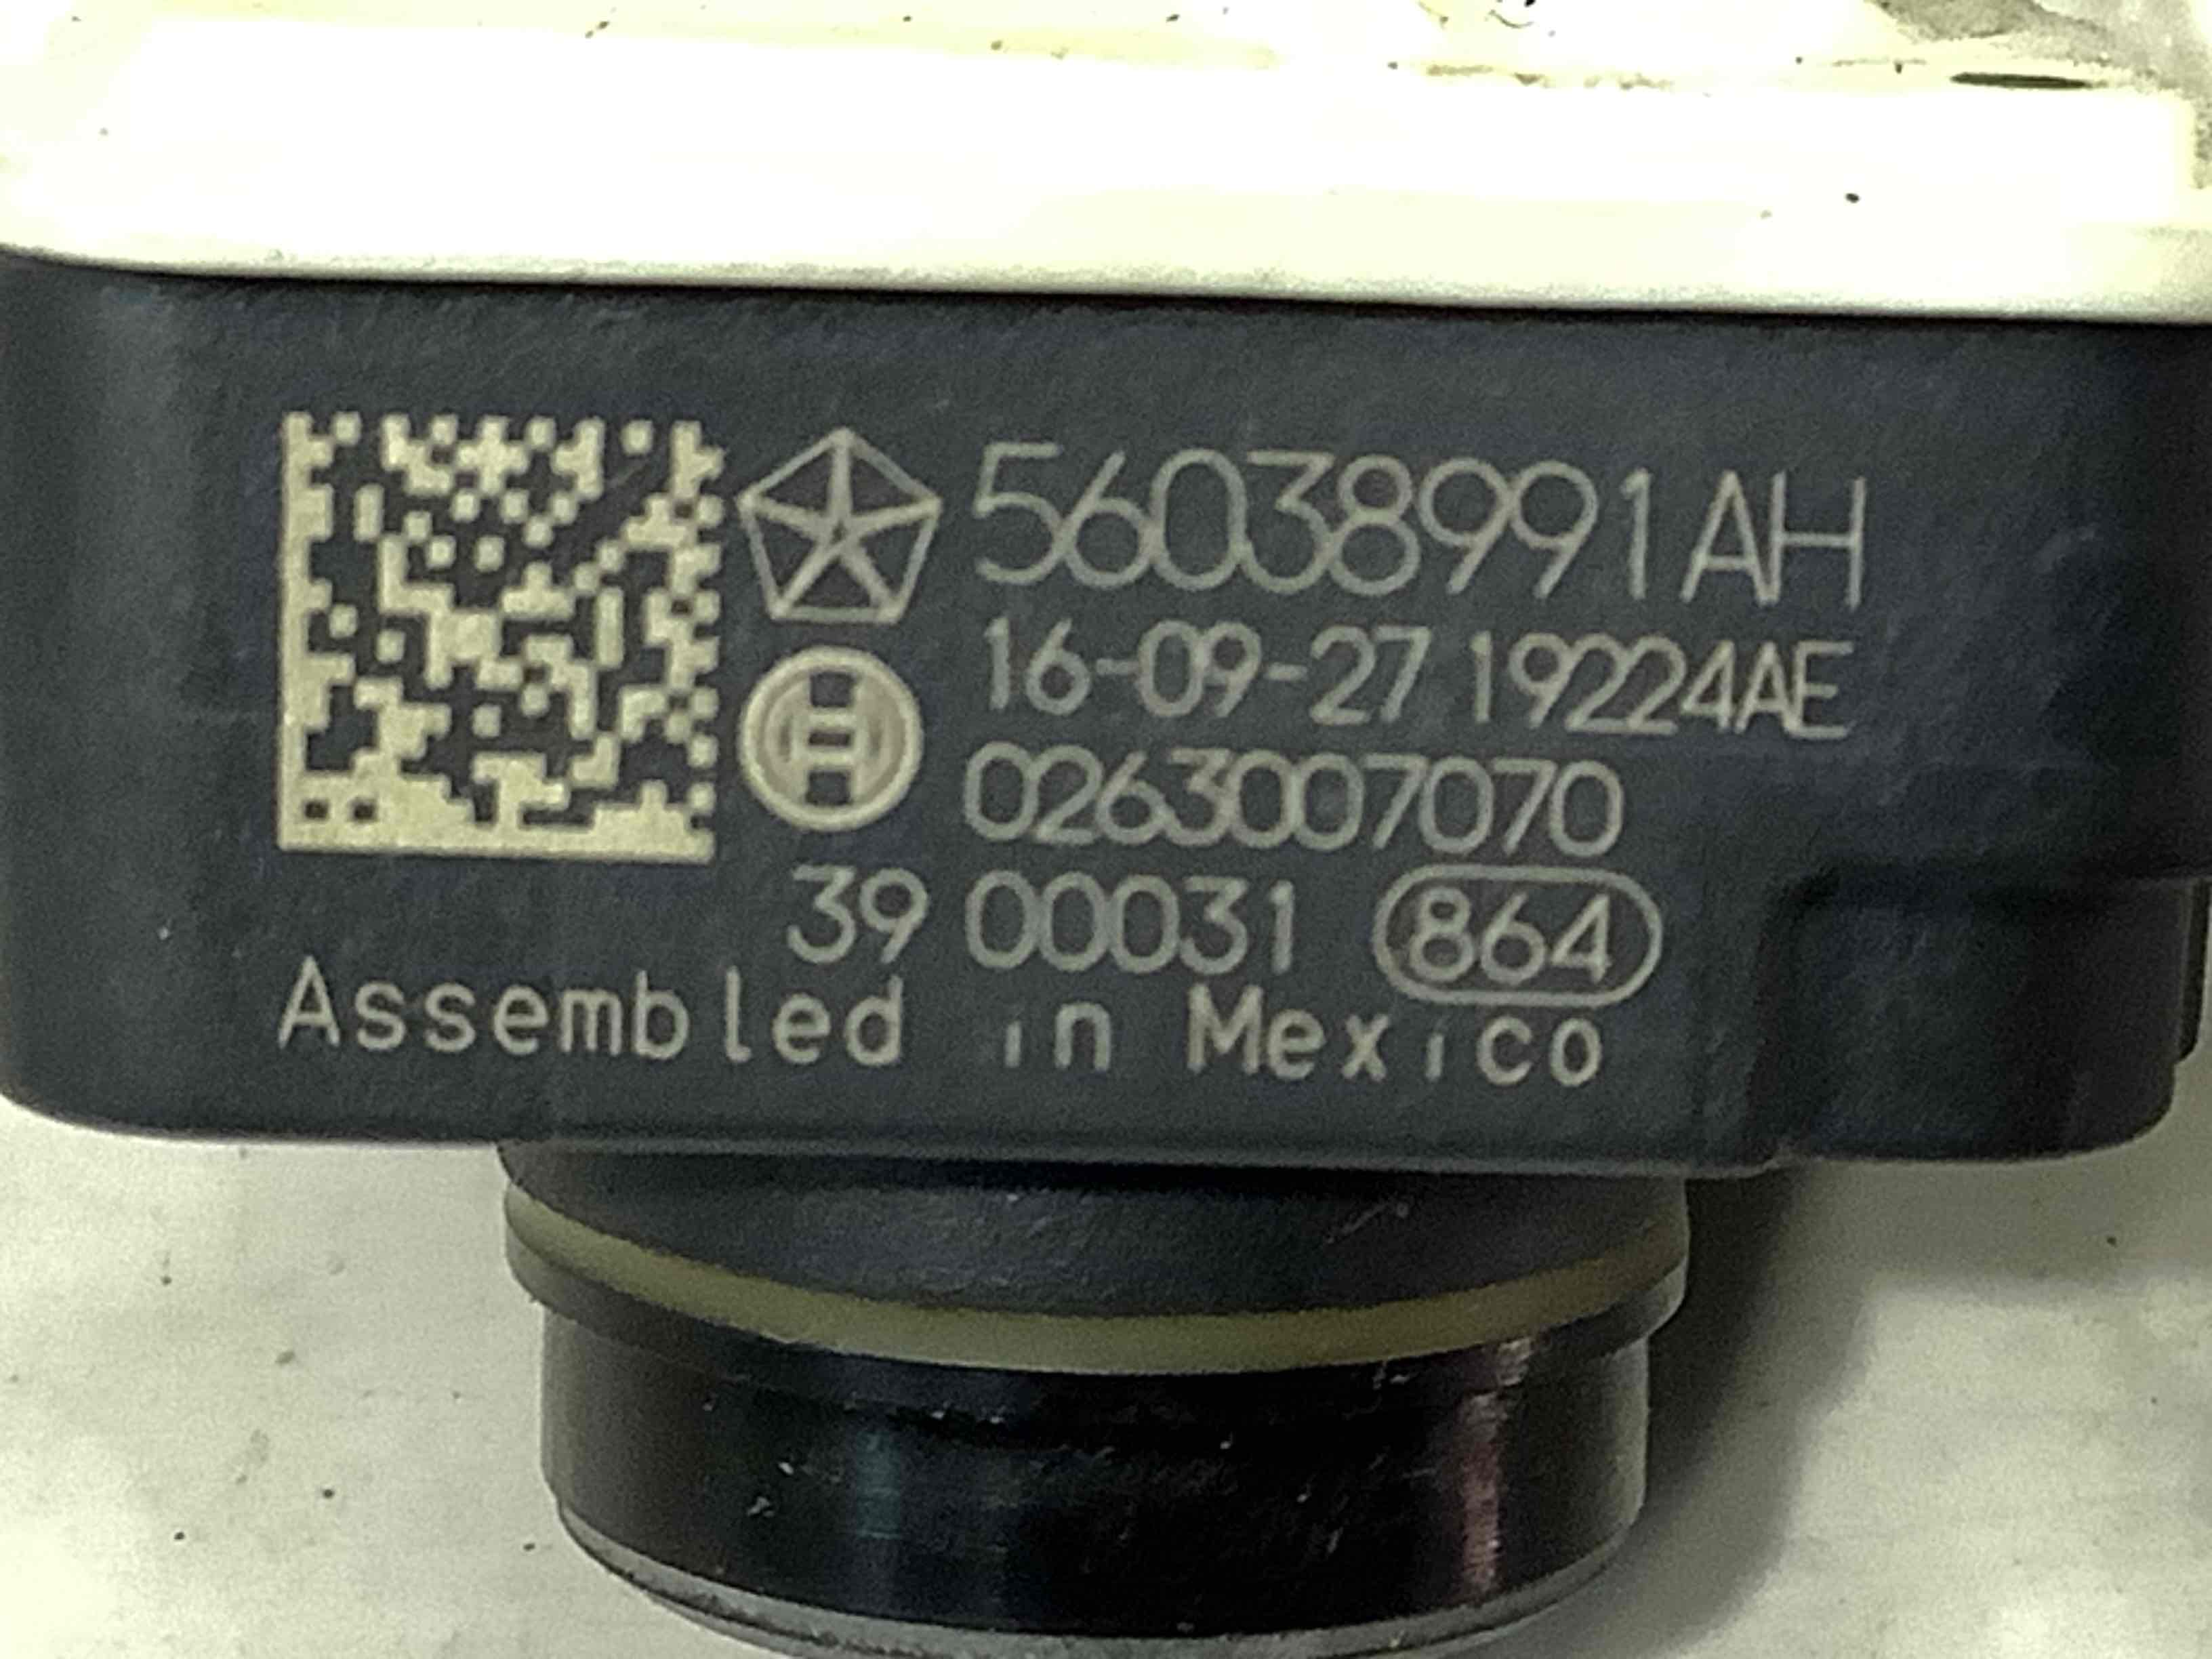 56038991AH
16-09-27 19224AE
0263007070
39 00031 864
Assembled in Mexico